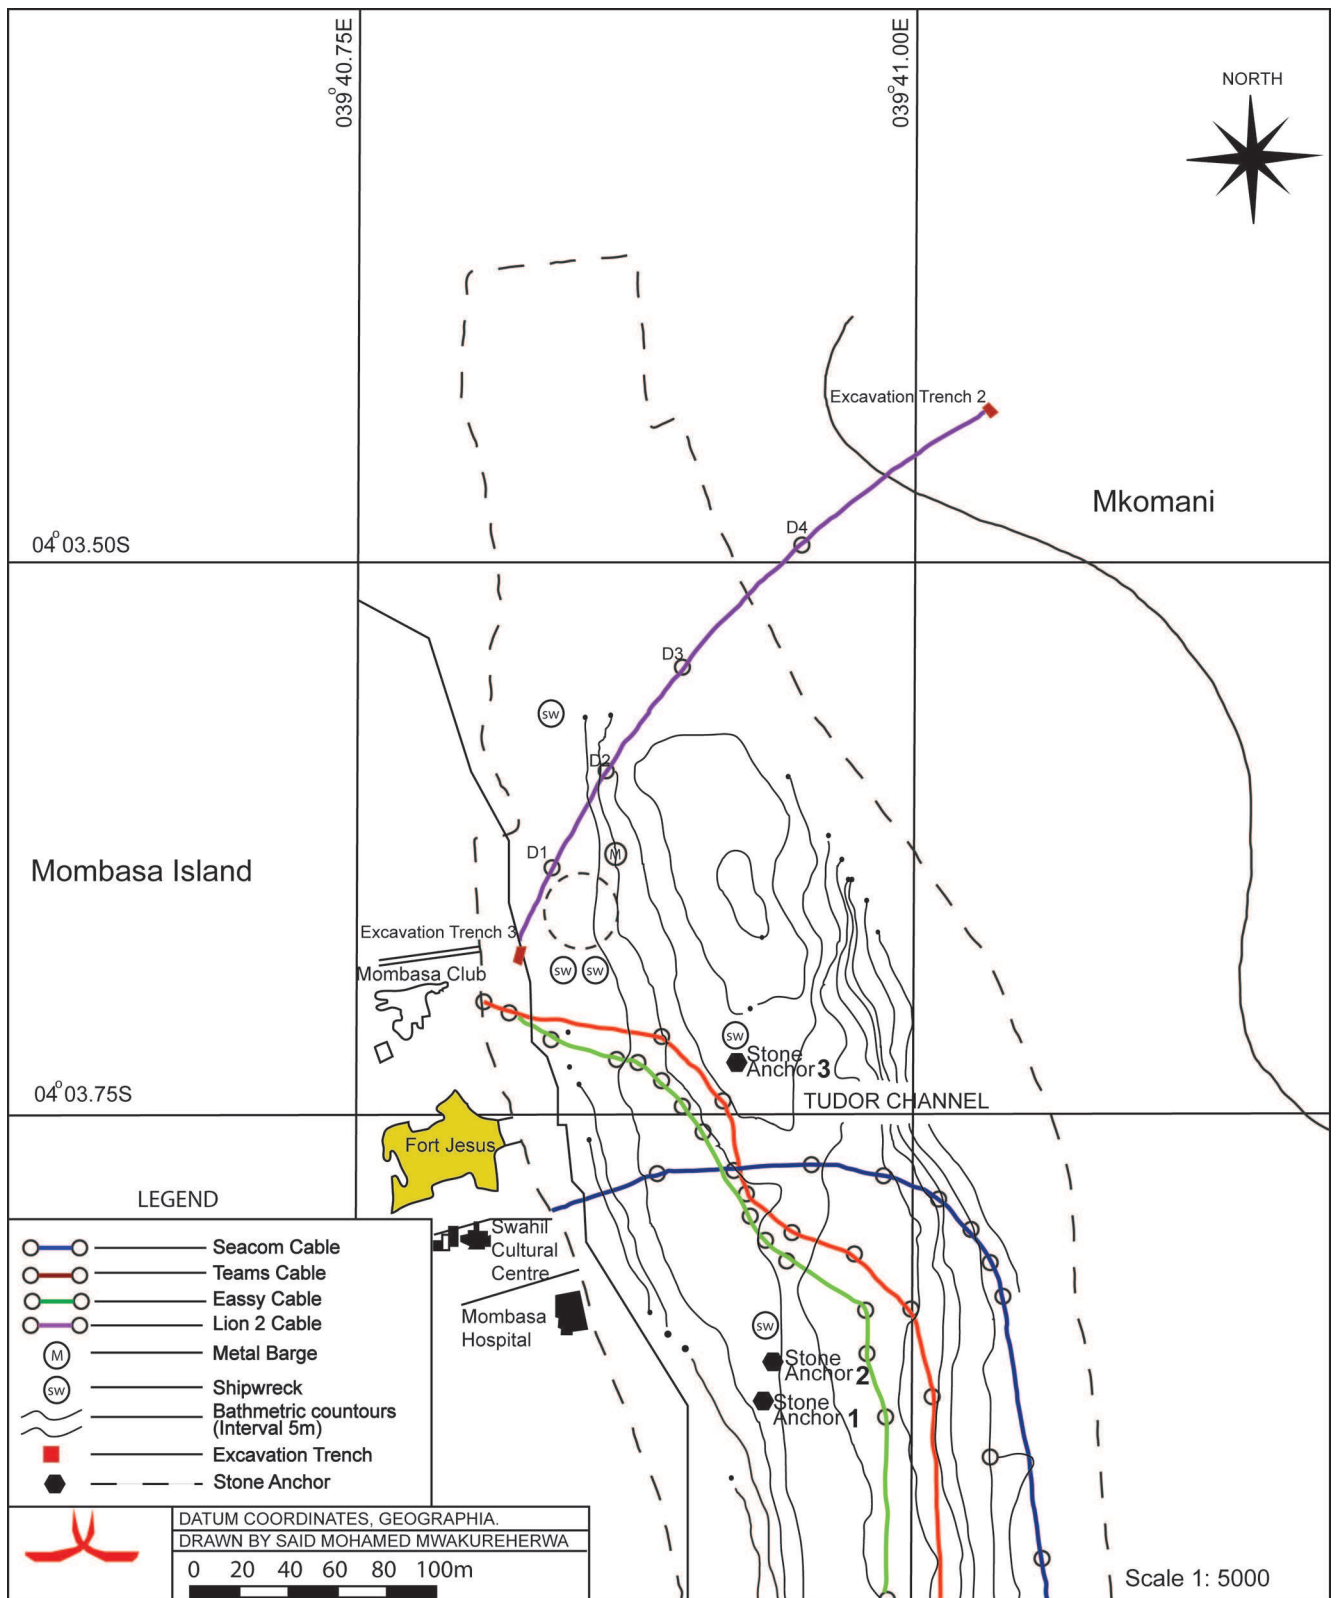 039°40.75E
039°41.00E
NORTH
Excavation Trench 2
Mkomani
D4
04°03.50S
D3
SW
D2
M
D1
Mombasa Island
Excavation Trench 3
SW
SW
Mombasa Club
SW
Stone
Anchor 3
04°03.75S
TUDOR CHANNEL
Fort Jesus
LEGEND
Swahil
Cultural
Centre
Mombasa
Hospital
SW
Stone
Anchor 2
Stone
Anchor 1
Seacom Cable
Teams Cable
Eassy Cable
Lion 2 Cable
M Metal Barge
SW Shipwreck
Bathmetric countours
(Interval 5m)
Excavation Trench
Stone Anchor
DATUM COORDINATES, GEOGRAPHIA.
DRAWN BY SAID MOHAMED MWAKUREHERWA
0 20 40 60 80 100m
Scale 1: 5000